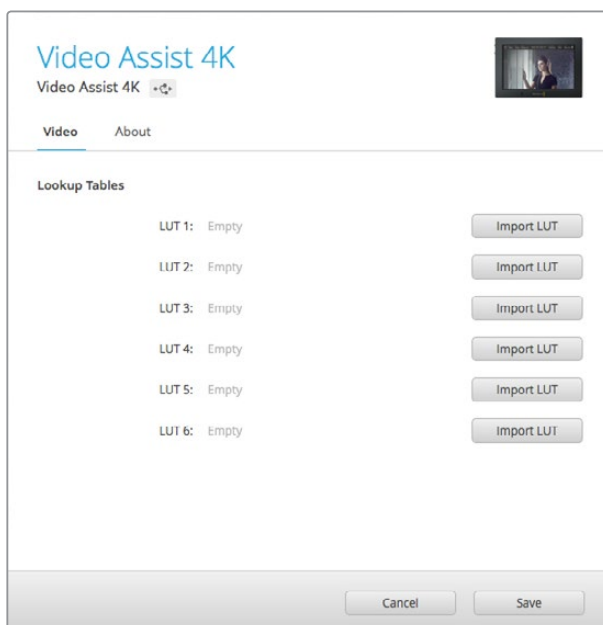 Video Assist 4K
Video Assist 4K
Video About
Lookup Tables
LUT 1: Empty Import LUT
LUT 2: Empty Import LUT
LUT 3: Empty Import LUT
LUT 4: Empty Import LUT
LUT 5: Empty Import LUT
LUT 6: Empty Import LUT
Cancel Save